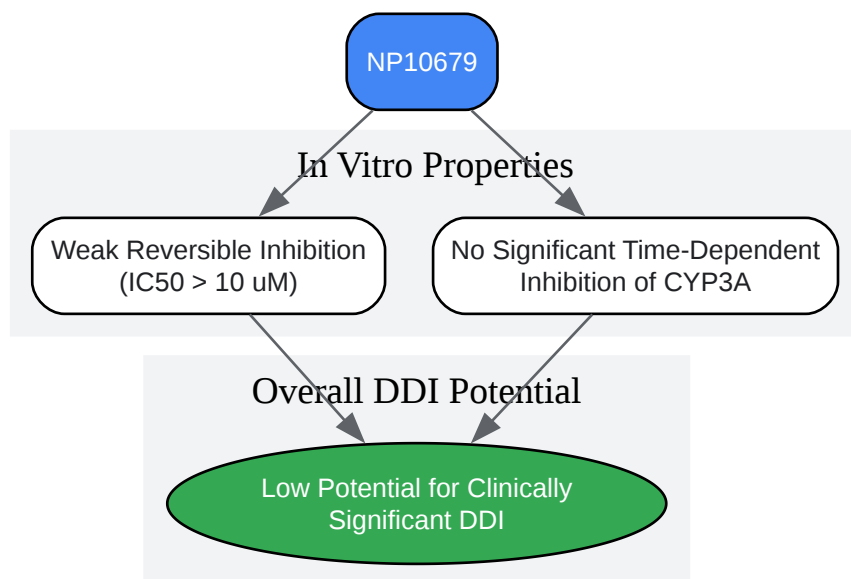 NP10679
In Vitro Properties
Weak Reversible Inhibition
(IC50 > 10 uM)
No Significant Time-Dependent
Inhibition of CYP3A
Overall DDI Potential
Low Potential for Clinically
Significant DDI